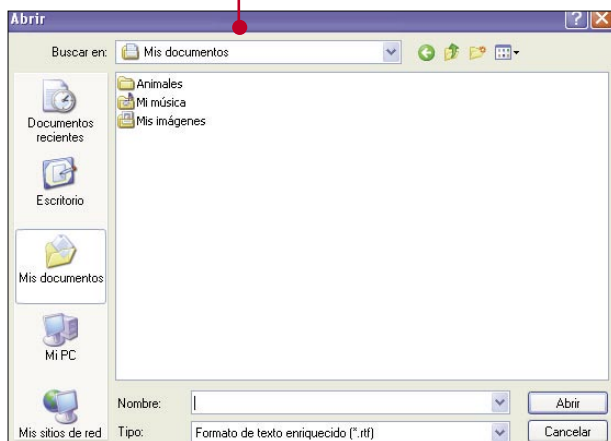 Abrir
Buscar en: Mis documentos
Documentos
recientes
Escritorio
Mis documentos
Mi PC
Mis sitios de red
Animales
Mi música
Mis imágenes
Nombre:
Abrir
Tipo: Formato de texto enriquecido (*.rtf)
Cancelar